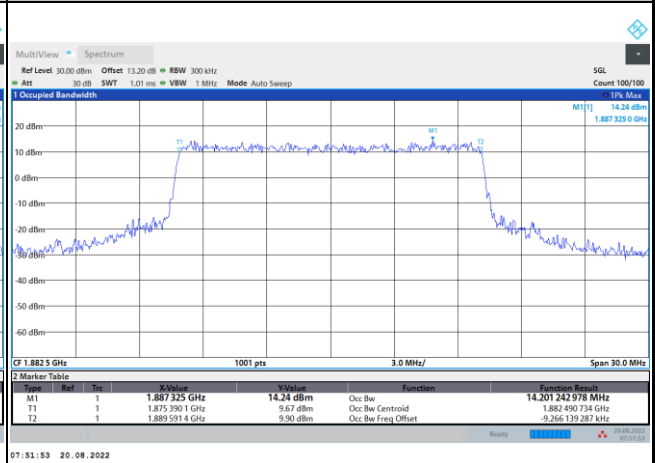 MultiView Spectrum
Ref Level 30.00 dBm Offset 13.20 dB RBW 300 kHz SGL
Att 30 dB SWT 1.01 ms VBW 1 MHz Mode Auto Sweep Count 100/100
1 Occupied Bandwidth 1Pk Max
M1[1] 14.24 dBm
1.887 325 0 GHz
20 dBm
M1
T1 T2
10 dBm
0 dBm
-10 dBm
-20 dBm
-30 dBm
-40 dBm
-50 dBm
-60 dBm
CF 1.882 5 GHz 1001 pts 3.0 MHz/ Span 30.0 MHz
2 Marker Table
Type Ref Trc X-Value Y-Value Function Function Result
M1 1 1.887 325 GHz 14.24 dBm Occ Bw 14.201 242 978 MHz
T1 1 1.875 390 1 GHz 9.67 dBm Occ Bw Centroid 1.882 490 734 GHz
T2 1 1.889 591 4 GHz 9.90 dBm Occ Bw Freq Offset -9.266 139 287 kHz
Ready 20.08.2022
07:51:53
07:51:53 20.08.2022